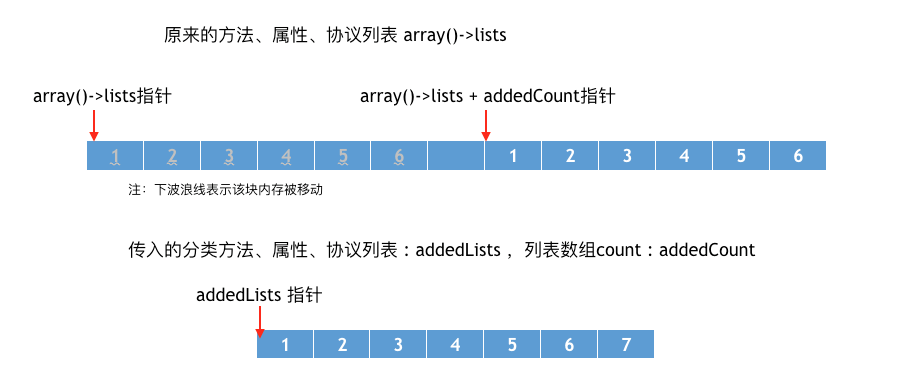 原来的方法、属性、协议列表 array()->lists
array()->lists指针 array()->lists + addedCount指针
1 2 3 4 5 6 1 2 3 4 5 6
注：下波浪线表示该块内存被移动
传入的分类方法、属性、协议列表：addedLists ，列表数组count：addedCount
addedLists 指针
1 2 3 4 5 6 7